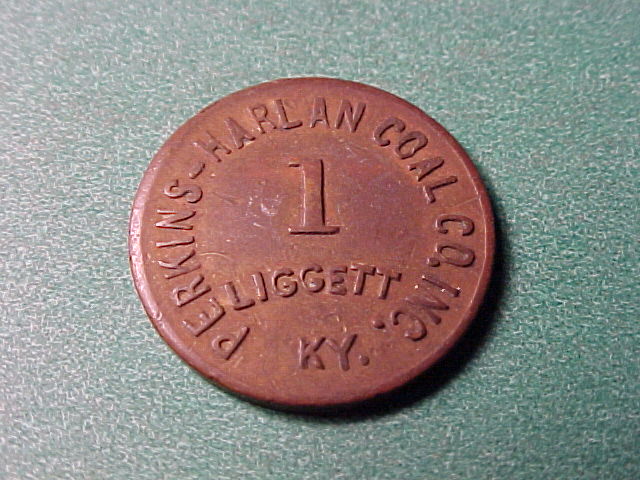 PERKINS-HARLAN COAL CO. INC.
1
LIGGETT
KY.